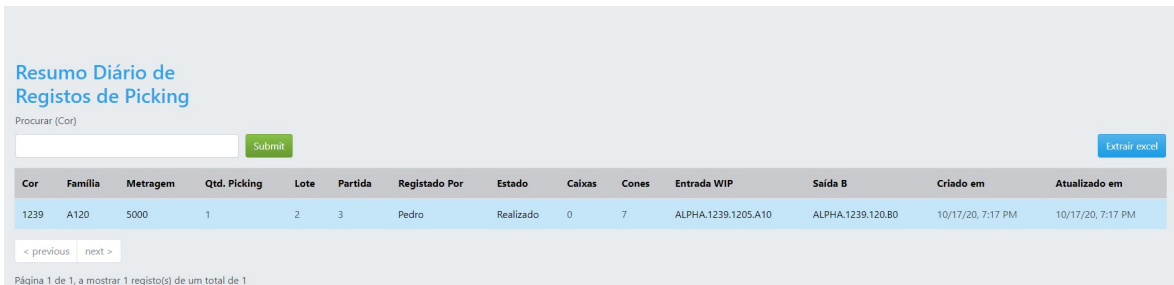 Resumo Diário de
Registos de Picking
Procurar (Cor)
Submit
Extrair excel
Cor Família Metragem Qtd. Picking Lote Partida Registado Por Estado Caixas Cones Entrada WIP Saída B Criado em Atualizado em
1239 A120 5000 1 2 3 Pedro Realizado 0 7 ALPHA.1239.1205.A10 ALPHA.1239.120.B0 10/17/20, 7:17 PM 10/17/20, 7:17 PM
< previous next >
Página 1 de 1, a mostrar 1 registo(s) de um total de 1